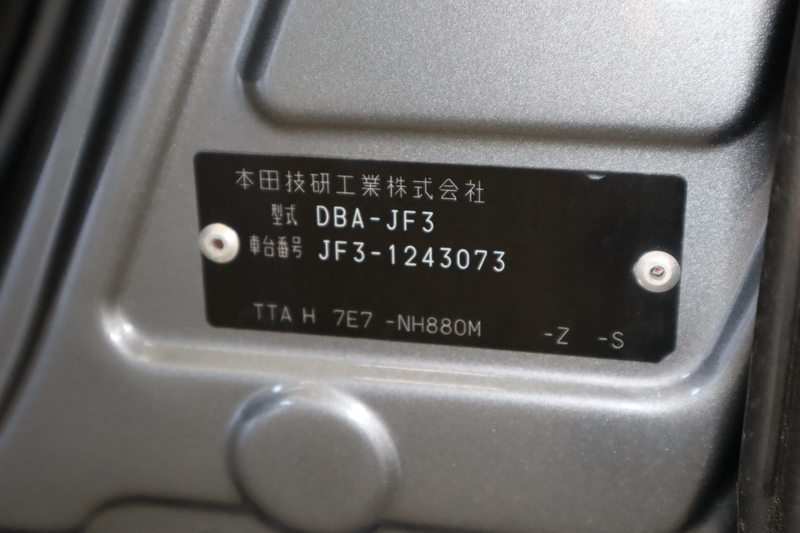 本田技研工業株式会社
型式 DBA-JF3
車台番号 JF3-1243073
TTA H 7E7 -NH880M -Z -S